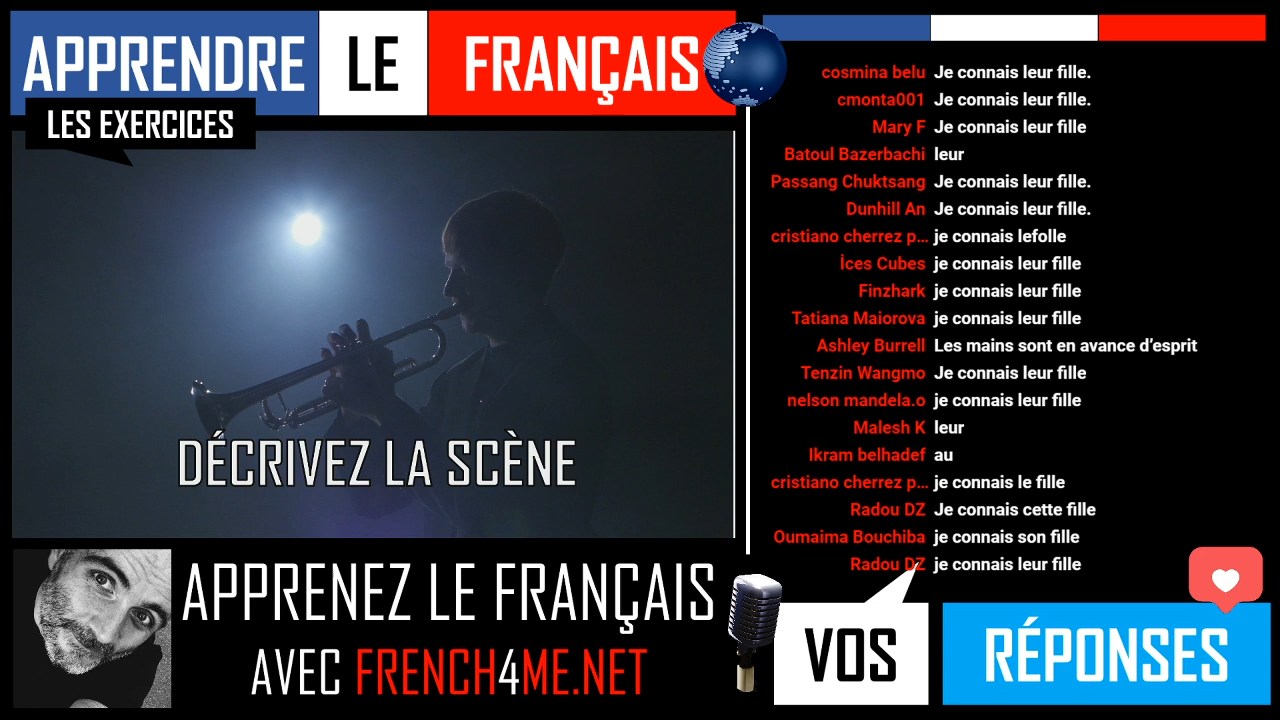 APPRENDRE LE FRANÇAIS
LES EXERCICES
DÉCRIVEZ LA SCÈNE
APPRENEZ LE FRANÇAIS
AVEC FRENCH4ME.NET
cosmina belu Je connais leur fille.
cmonta001 Je connais leur fille.
Mary F Je connais leur fille
Batoul Bazerbachi leur
Passang Chuktsang Je connais leur fille.
Dunhill An Je connais leur fille.
cristiano cherrez p... je connais lefolle
İces Cubes je connais leur fille
Finzhark je connais leur fille
Tatiana Maiorova je connais leur fille
Ashley Burrell Les mains sont en avance d’esprit
Tenzin Wangmo Je connais leur fille
nelson mandela.o je connais leur fille
Malesh K leur
Ikram belhadef au
cristiano cherrez p... je connais le fille
Radou DZ Je connais cette fille
Oumaima Bouchiba je connais son fille
Radou DZ je connais leur fille
VOS RÉPONSES